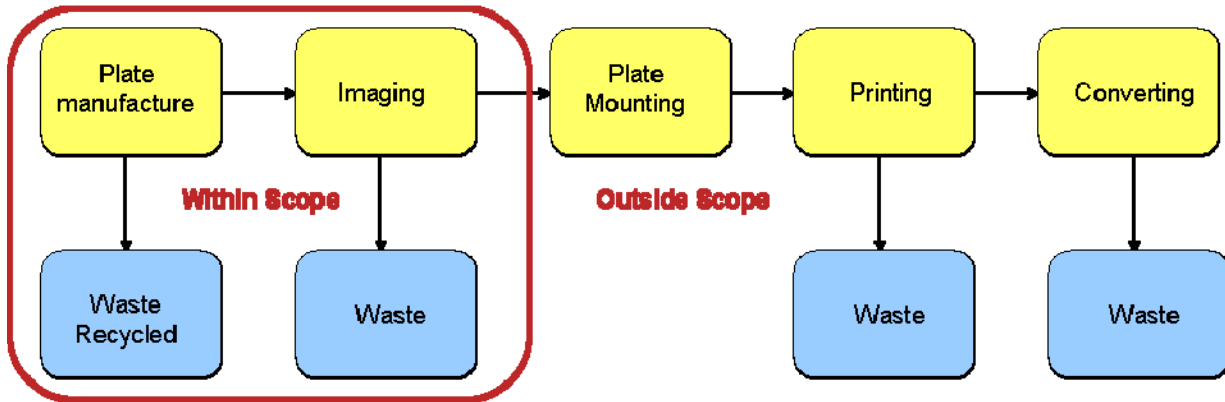 Plate
manufacture
Imaging
Plate
Mounting
Printing
Converting
Within Scope
Outside Scope
Waste
Recycled
Waste
Waste
Waste